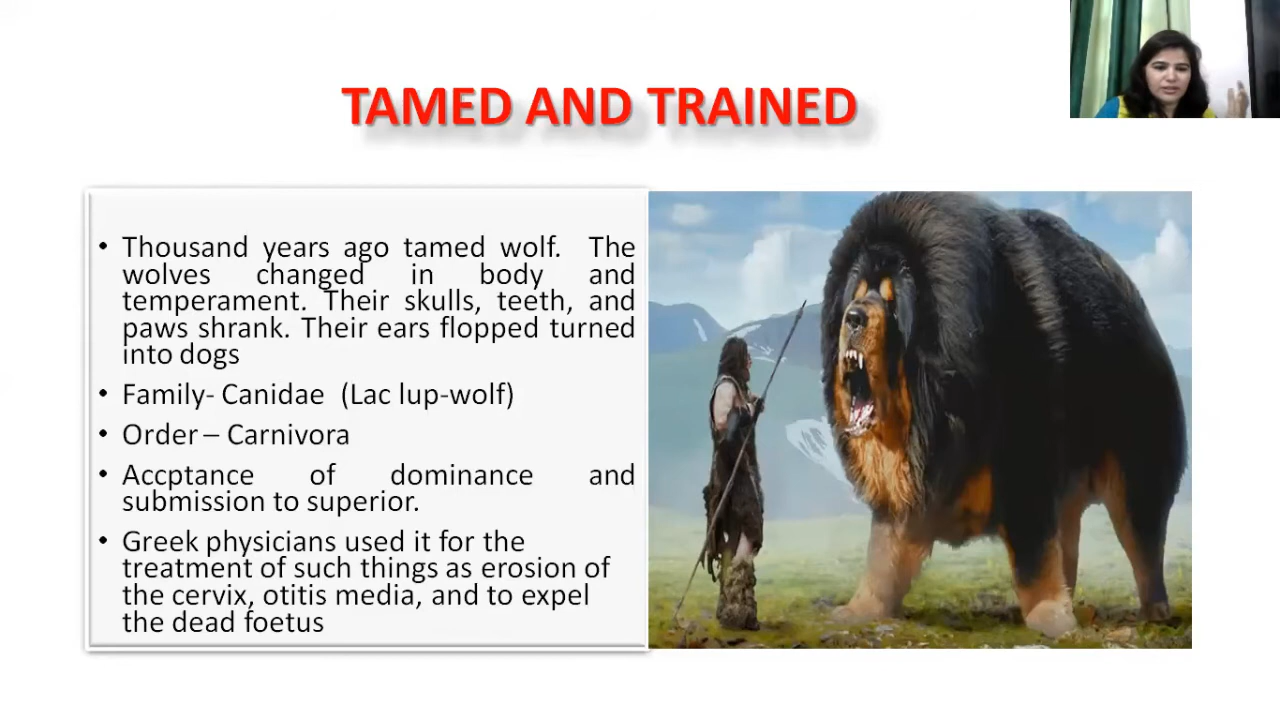 TAMED AND TRAINED
• Thousand years ago tamed wolf. The
wolves changed in body and
temperament. Their skulls, teeth, and
paws shrank. Their ears flopped turned
into dogs
• Family- Canidae (Lac lup-wolf)
• Order – Carnivora
• Accptance of dominance and
submission to superior.
• Greek physicians used it for the
treatment of such things as erosion of
the cervix, otitis media, and to expel
the dead foetus